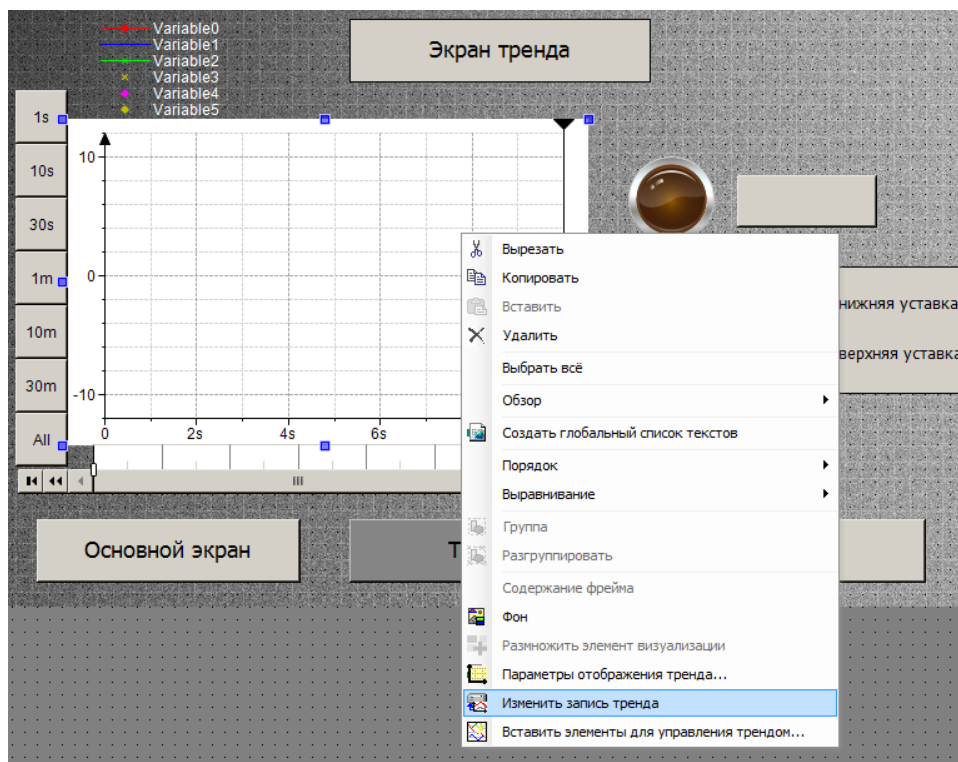 Variable0
Variable1
Variable2
Variable3
Variable4
Variable5
Экран тренда
1s
10s
30s
1m
10m
30m
All
10
0
-10
0
2s
4s
6s
Вырезать
Копировать
Вставить
Удалить
Выбрать всё
Обзор
Создать глобальный список текстов
Порядок
Выравнивание
Группа
Разгруппировать
Содержание фрейма
Фон
Размножить элемент визуализации
Параметры отображения тренда...
Изменить запись тренда
Вставить элементы для управления трендом...
нижняя уставка
верхняя уставка
Основной экран
Т